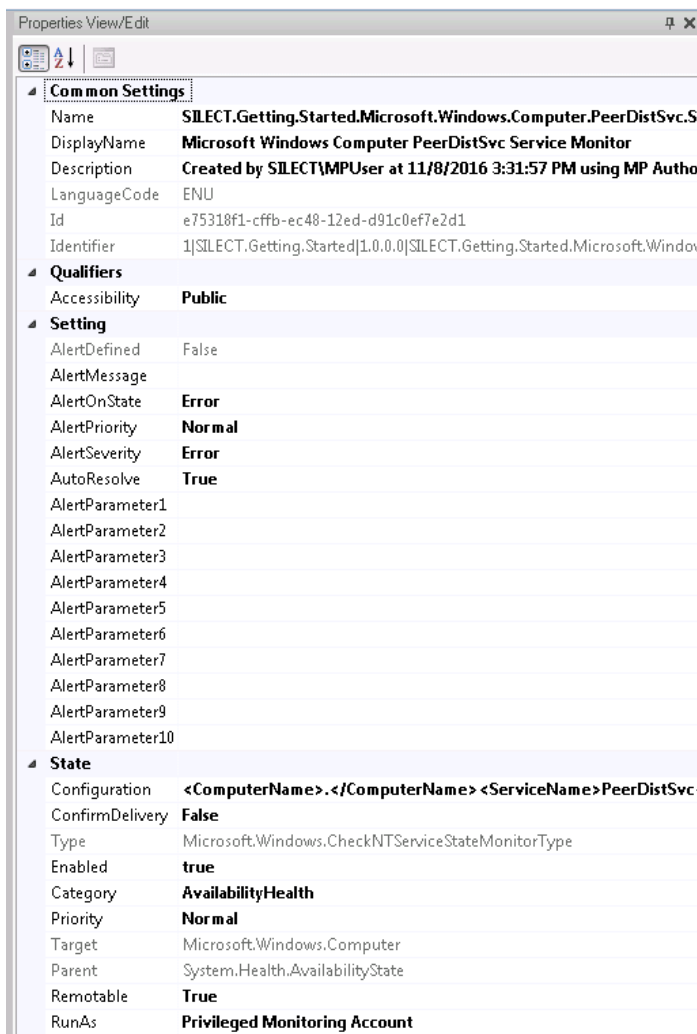 Properties View/Edit
Common Settings
Name SILECT.Getting.Started.Microsoft.Windows.Computer.PeerDistSvc.S
DisplayName Microsoft Windows Computer PeerDistSvc Service Monitor
Description Created by SILECT\MPUser at 11/8/2016 3:31:57 PM using MP Autho
LanguageCode ENU
Id e75318f1-cffb-ec48-12ed-d91c0ef7e2d1
Identifier 1|SILECT.Getting.Started|1.0.0.0|SILECT.Getting.Started.Microsoft.Window
Qualifiers
Accessibility Public
Setting
AlertDefined False
AlertMessage
AlertOnState Error
AlertPriority Normal
AlertSeverity Error
AutoResolve True
AlertParameter1
AlertParameter2
AlertParameter3
AlertParameter4
AlertParameter5
AlertParameter6
AlertParameter7
AlertParameter8
AlertParameter9
AlertParameter10
State
Configuration <ComputerName>.</ComputerName><ServiceName>PeerDistSvc
ConfirmDelivery False
Type Microsoft.Windows.CheckNTServiceStateMonitorType
Enabled true
Category AvailabilityHealth
Priority Normal
Target Microsoft.Windows.Computer
Parent System.Health.AvailabilityState
Remotable True
RunAs Privileged Monitoring Account